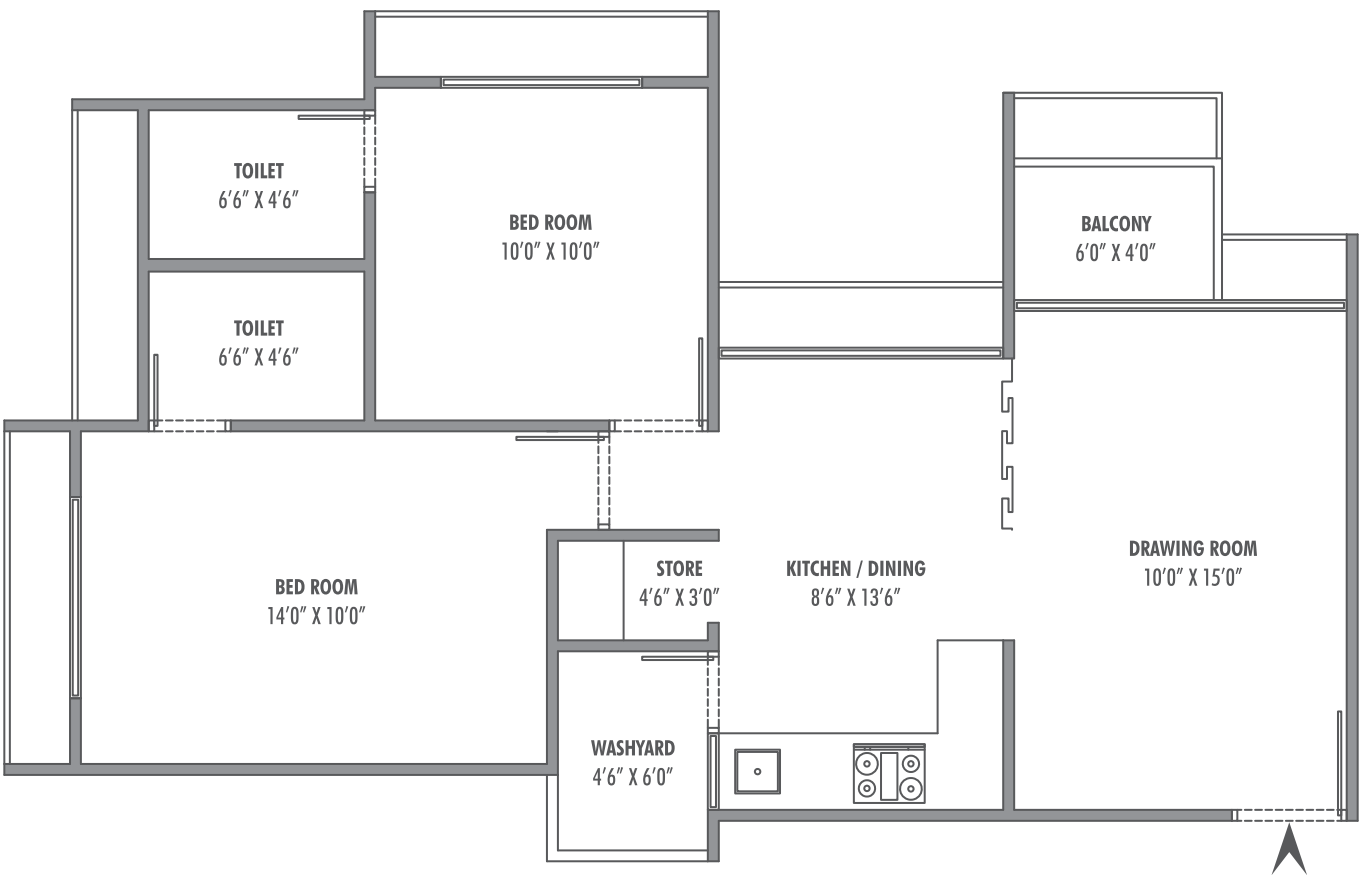 TOILET
6’6” X 4’6”
BED ROOM
10’0” X 10’0”
BALCONY
6’0” X 4’0”
TOILET
6’6” X 4’6”
DRAWING ROOM
10’0” X 15’0”
STORE
4’6” X 3’0”
KITCHEN / DINING
8’6” X 13’6”
BED ROOM
14’0” X 10’0”
WASHYARD
4’6” X 6’0”